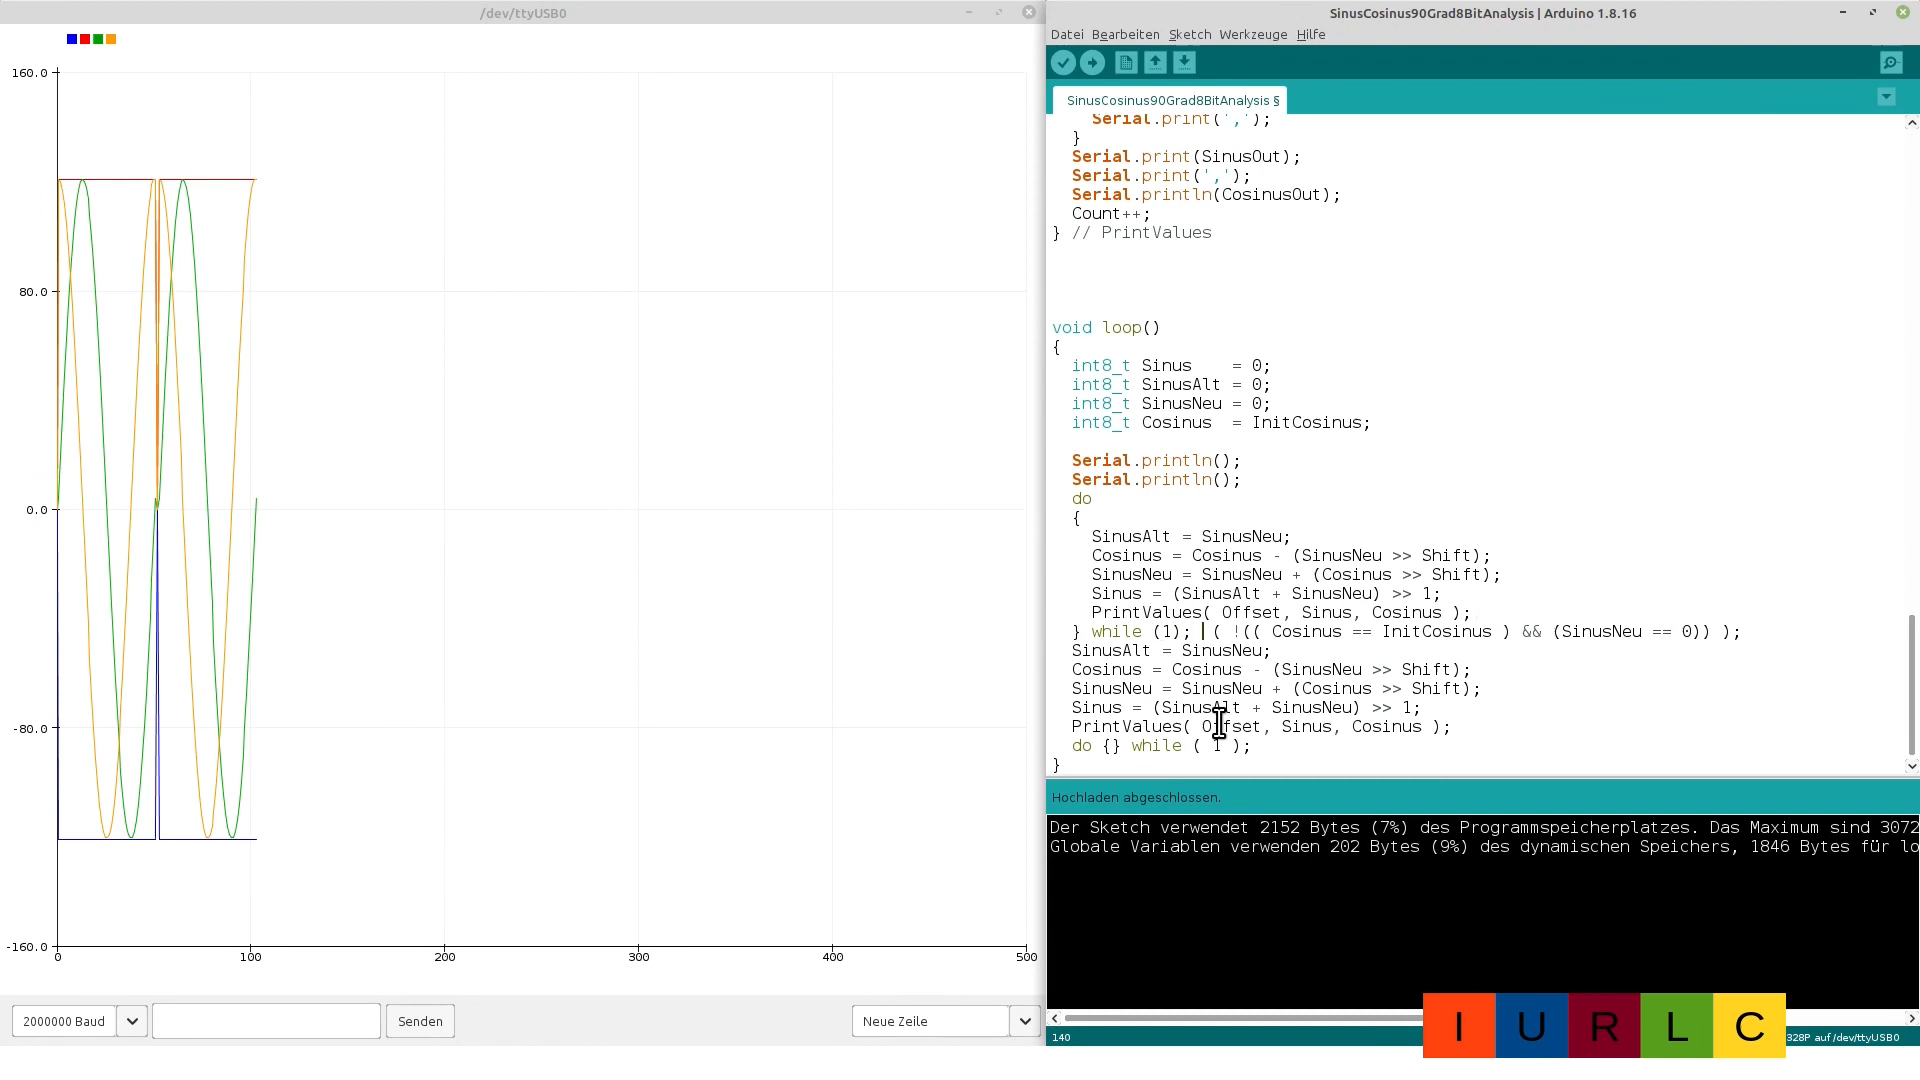 /dev/ttyUSB0
160.0
80.0
0.0
-80.0
-160.0
0
100
200
300
400
500
2000000 Baud
Senden
Neue Zeile
SinusCosinus90Grad8BitAnalysis | Arduino 1.8.16
Datei Bearbeiten Sketch Werkzeuge Hilfe
SinusCosinus90Grad8BitAnalysis §
Serial.print(',');
}
Serial.print(SinusOut);
Serial.print(',');
Serial.println(CosinusOut);
Count++;
} // PrintValues
void loop()
{
int8_t Sinus = 0;
int8_t SinusAlt = 0;
int8_t SinusNeu = 0;
int8_t Cosinus = InitCosinus;
Serial.println();
Serial.println();
do
{
SinusAlt = SinusNeu;
Cosinus = Cosinus - (SinusNeu >> Shift);
SinusNeu = SinusNeu + (Cosinus >> Shift);
Sinus = (SinusAlt + SinusNeu) >> 1;
PrintValues( Offset, Sinus, Cosinus );
} while (1); ( !(( Cosinus == InitCosinus ) && (SinusNeu == 0)) );
SinusAlt = SinusNeu;
Cosinus = Cosinus - (SinusNeu >> Shift);
SinusNeu = SinusNeu + (Cosinus >> Shift);
Sinus = (SinusAlt + SinusNeu) >> 1;
PrintValues( Offset, Sinus, Cosinus );
do {} while ( 1 );
}
Hochladen abgeschlossen.
Der Sketch verwendet 2152 Bytes (7%) des Programmspeicherplatzes. Das Maximum sind 3072
Globale Variablen verwenden 202 Bytes (9%) des dynamischen Speichers, 1846 Bytes für lo
140
328P auf /dev/ttyUSB0
I U R L C